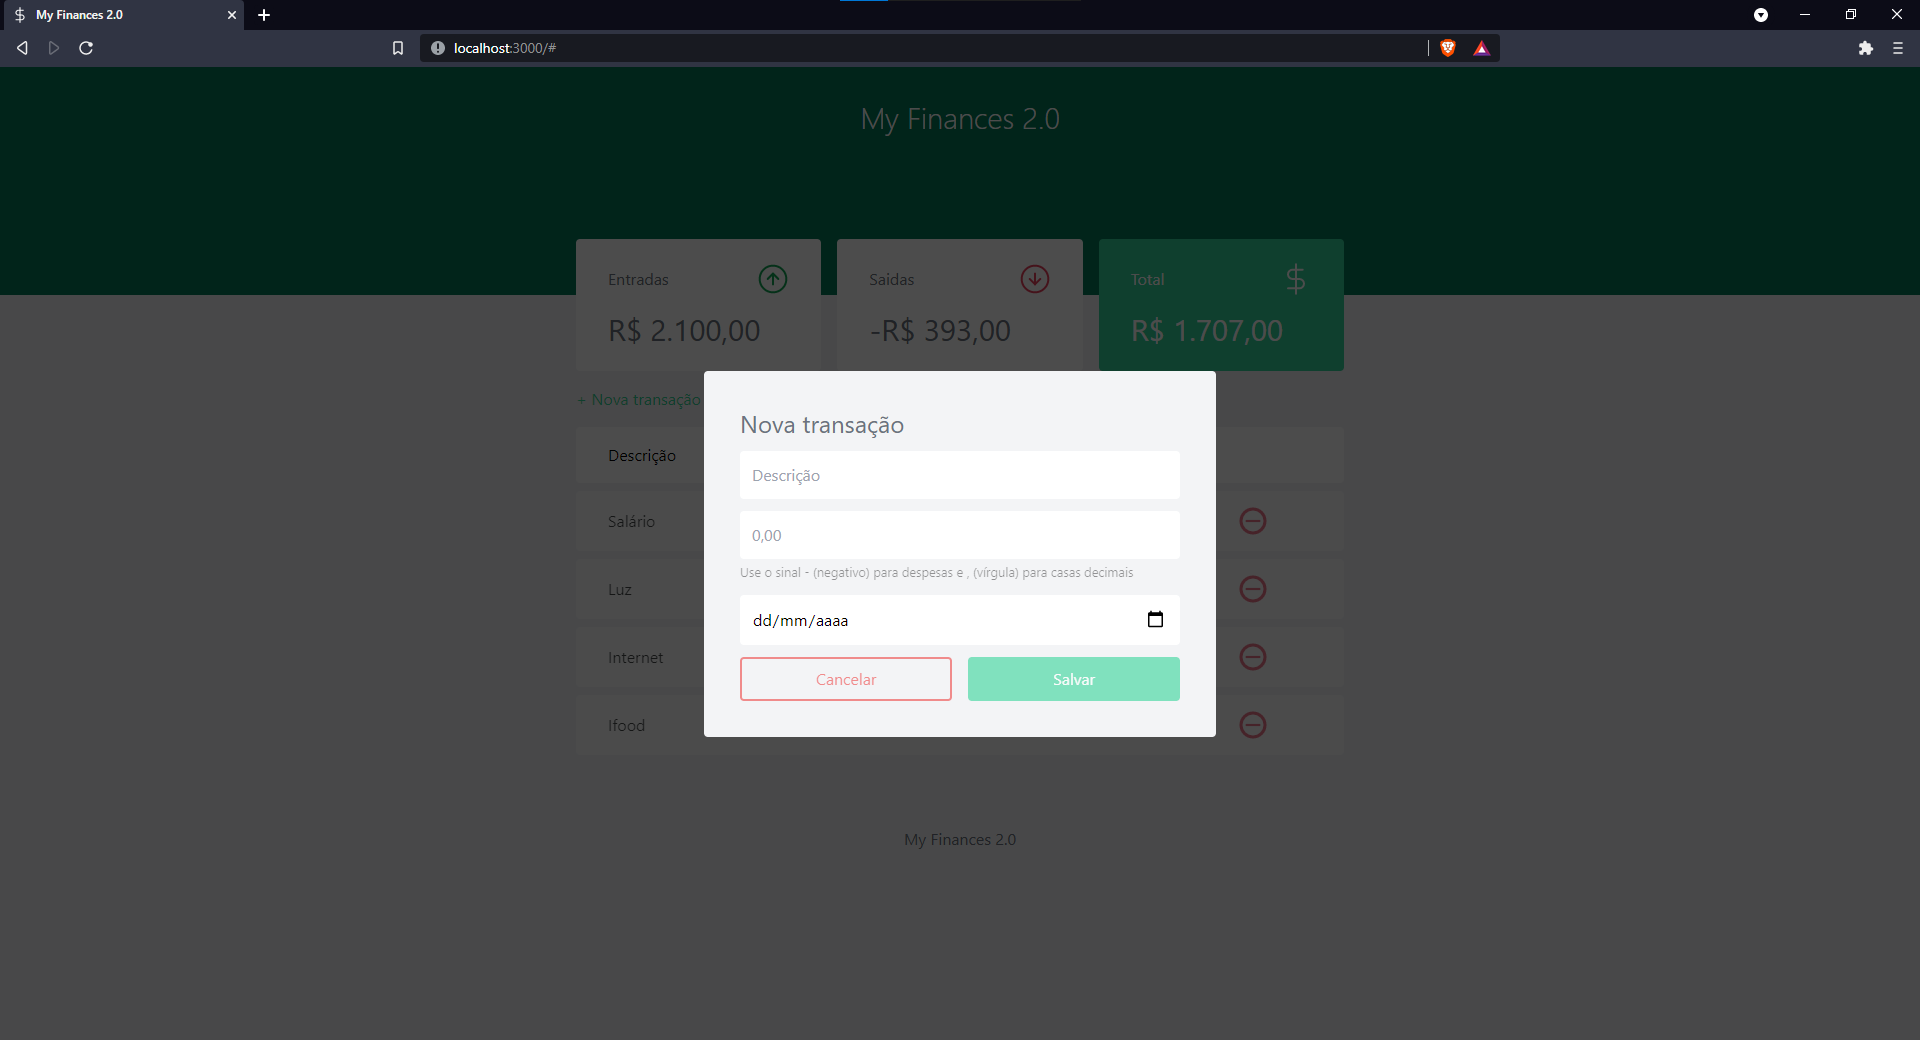 My Finances 2.0
localhost:3000/#
My Finances 2.0
Entradas
R$ 2.100,00
Saidas
-R$ 393,00
Total
$
R$ 1.707,00
+ Nova transação
Descrição
Salário
Luz
Internet
Ifood
Nova transação
Descrição
0,00
Use o sinal - (negativo) para despesas e , (vírgula) para casas decimais
dd/mm/aaaa
Cancelar
Salvar
My Finances 2.0